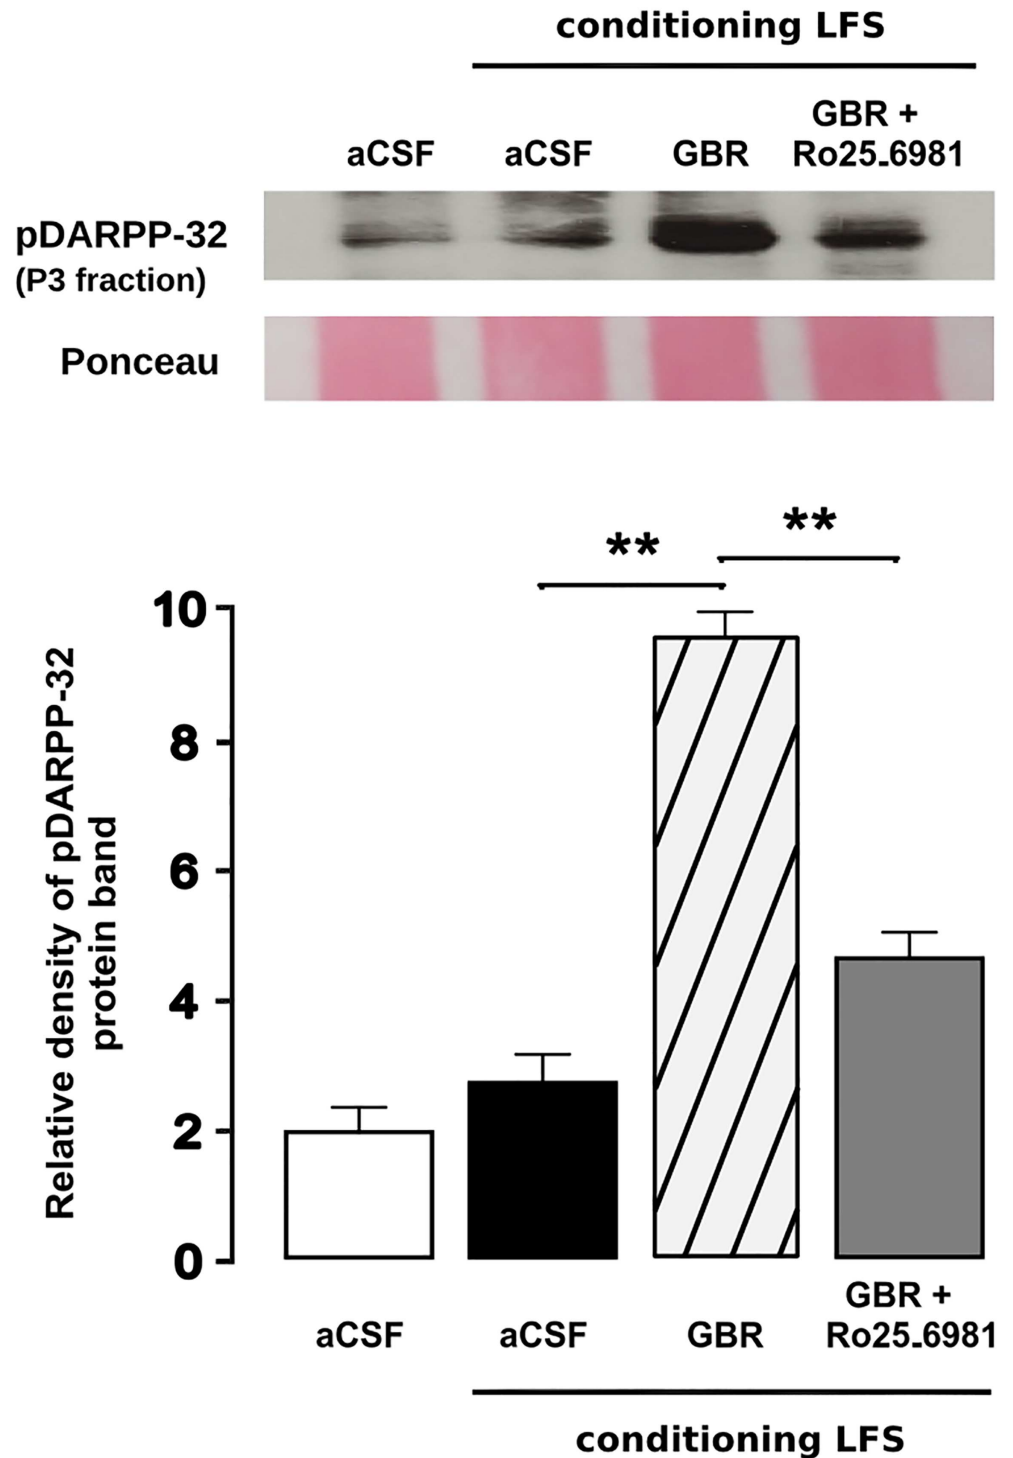 conditioning LFS
aCSF
aCSF
GBR
GBR +
Ro25-6981
pDARPP-32
(P3 fraction)
Ponceau
**
**
Relative density of pDARPP-32
protein band
10
8
6
4
2
0
aCSF
aCSF
GBR
GBR +
Ro25-6981
conditioning LFS